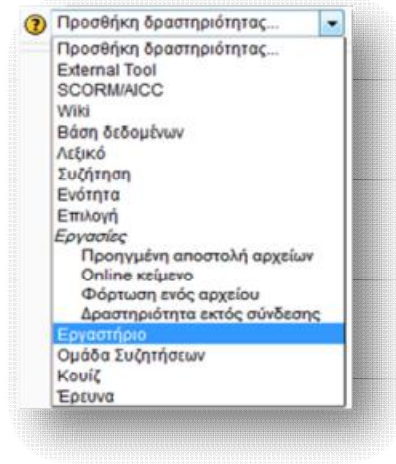 Προσθήκη δραστηριότητας...
Προσθήκη δραστηριότητας...
External Tool
SCORM/AICC
Wiki
Βάση δεδομένων
Λεξικό
Συζήτηση
Ενότητα
Επιλογή
Εργασίες
Προηγμένη αποστολή αρχείων
Online κείμενο
Φόρτωση ενός αρχείου
Δραστηριότητα εκτός σύνδεσης
Εργαστήριο
Ομάδα Συζητήσεων
Κουίζ
Έρευνα